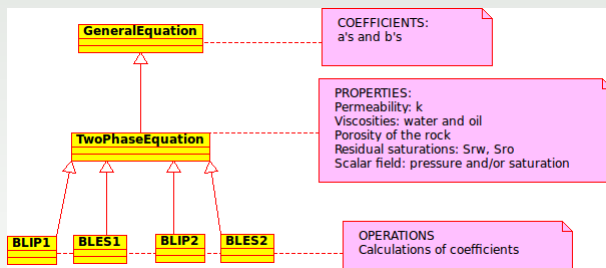 GeneralEquation
COEFFICIENTS:
a's and b's
TwoPhaseEquation
PROPERTIES:
Permeability: k
Viscosities: water and oil
Porosity of the rock
Residual saturations: Srw, Sro
Scalar field: pressure and/or saturation
BLIP1
BLES1
BLIP2
BLES2
OPERATIONS
Calculations of coefficients